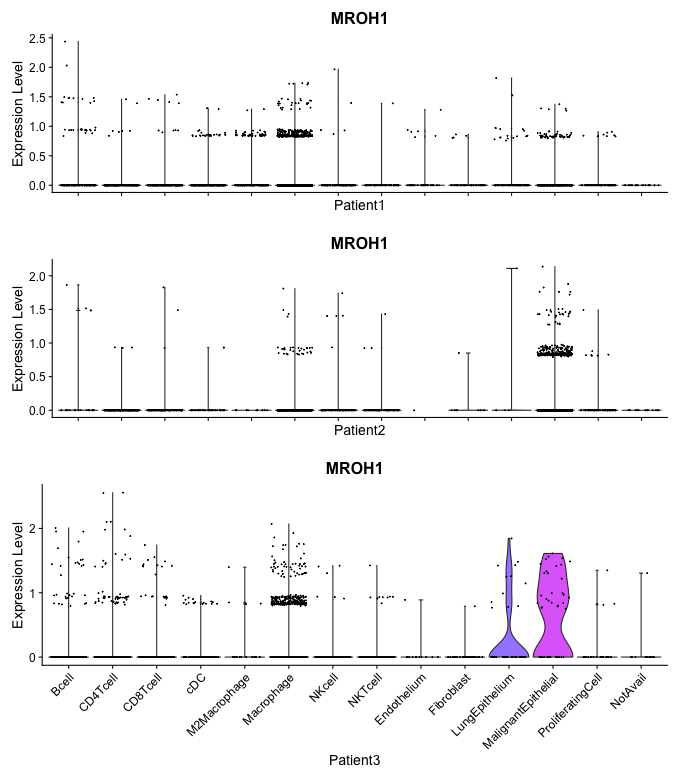 MROH1
Expression Level
2.5
2.0
1.5
1.0
0.5
0.0
Patient1
MROH1
Expression Level
2.0
1.5
1.0
0.5
0.0
Patient2
MROH1
Expression Level
2
1
0
Bcell
CD4Tcell
CD8Tcell
cDC
M2Macrophage
Macrophage
NKcell
NKTcell
Endothelium
Fibroblast
LungEpithelium
MalignantEpithelial
ProliferatingCell
NotAvail
Patient3